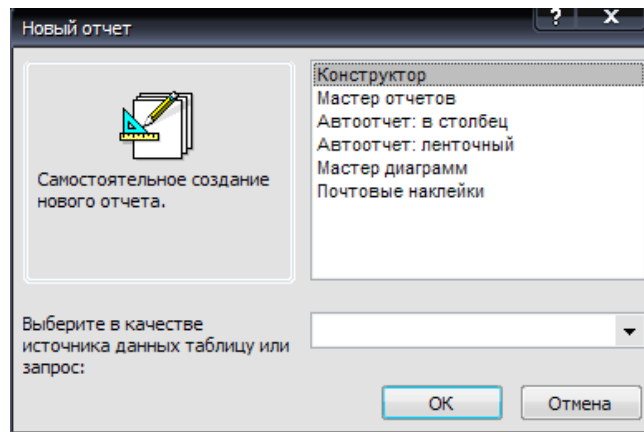 Новый отчет
? X
Конструктор
Мастер отчетов
Автоотчет: в столбец
Автоотчет: ленточный
Мастер диаграмм
Почтовые наклейки
Самостоятельное создание
нового отчета.
Выберите в качестве
источника данных таблицу или
запрос:
ОК
Отмена